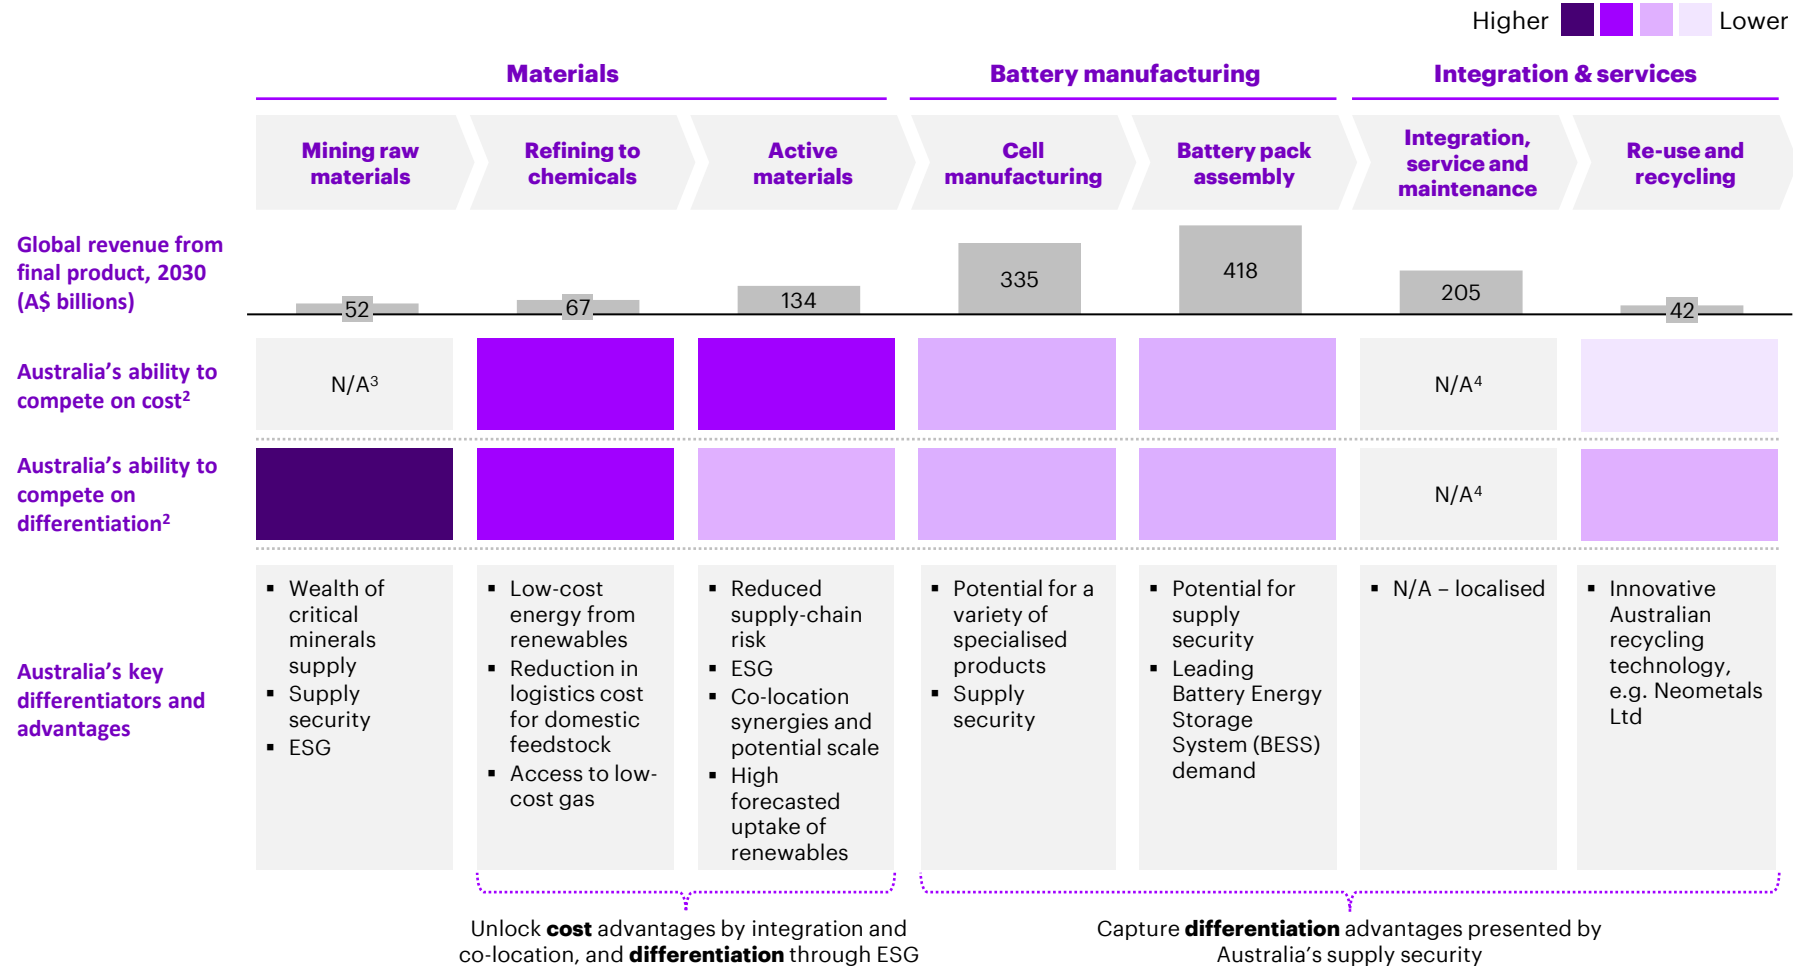 Higher Lower
Materials
Battery manufacturing
Integration & services
Mining raw
materials
Refining to
chemicals
Active
materials
Cell
manufacturing
Battery pack
assembly
Integration,
service and
maintenance
Re-use and
recycling
Global revenue from
final product, 2030
(A$ billions)
52
67
134
335
418
205
42
Australia's ability to
compete on cost²
N/A³
N/A⁴
Australia's ability to
compete on
differentiation²
N/A⁴
Australia's key
differentiators and
advantages
▪ Wealth of
critical
minerals
supply
▪ Supply
security
▪ ESG
▪ Low-cost
energy from
renewables
▪ Reduction in
logistics cost
for domestic
feedstock
▪ Access to low-
cost gas
▪ Reduced
supply-chain
risk
▪ ESG
▪ Co-location
synergies and
potential scale
▪ High
forecasted
uptake of
renewables
▪ Potential for a
variety of
specialised
products
▪ Supply
security
▪ Potential for
supply
security
▪ Leading
Battery Energy
Storage
System (BESS)
demand
▪ N/A – localised
▪ Innovative
Australian
recycling
technology,
e.g. Neometals
Ltd
Unlock cost advantages by integration and
co-location, and differentiation through ESG
Capture differentiation advantages presented by
Australia's supply security